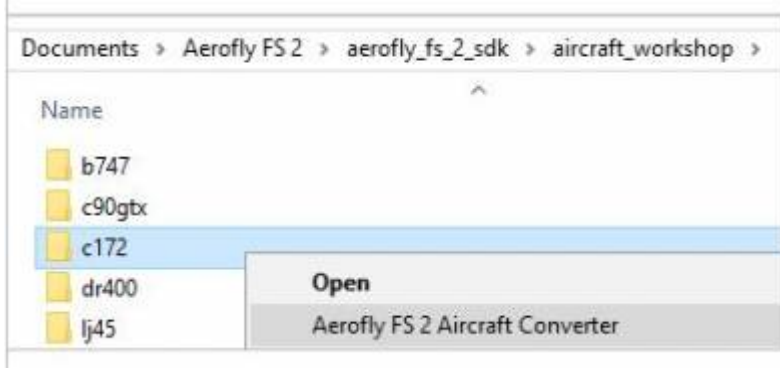 Documents > Aerofly FS 2 > aerofly_fs_2_sdk > aircraft_workshop >
Name
b747
c90gtx
c172
dr400
lj45
Open
Aerofly FS 2 Aircraft Converter